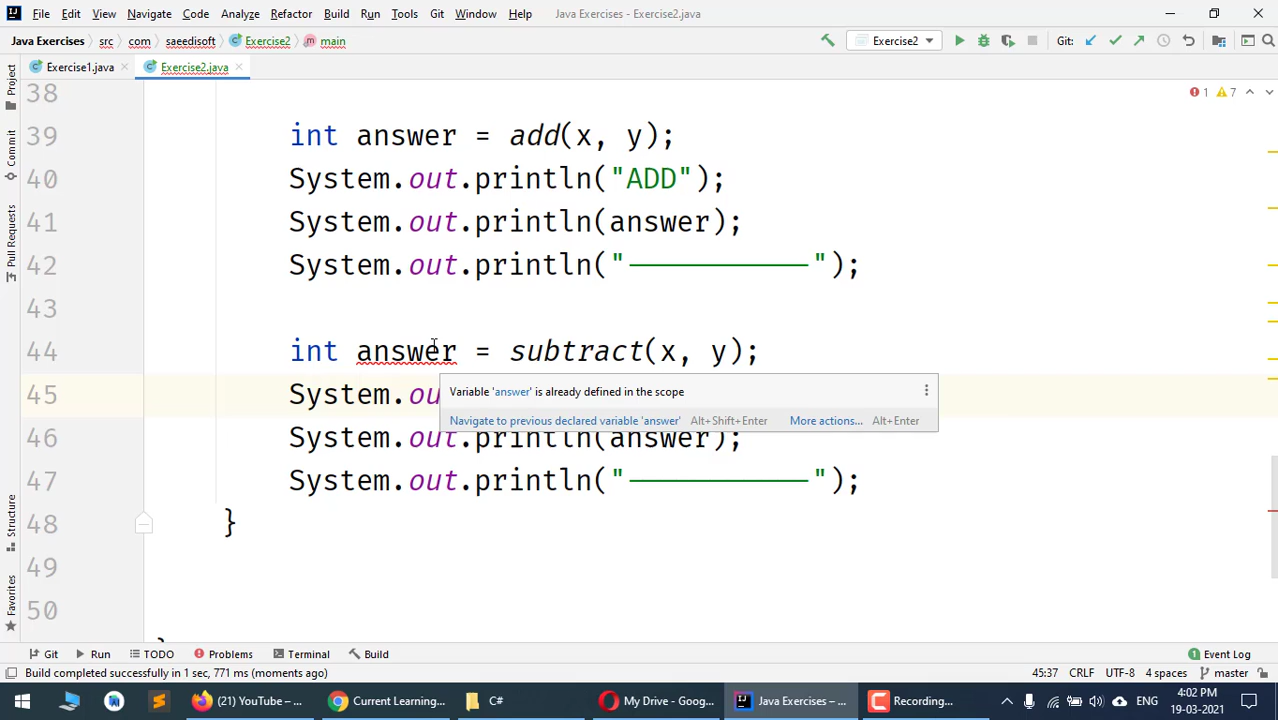 File Edit View Navigate Code Analyze Refactor Build Run Tools Git Window Help Java Exercises - Exercise2.java
Java Exercises src com saeedisoft Exercise2 main Exercise2 Git:
Exercise1.java Exercise2.java
Project
Commit
Pull Requests
Structure
Favorites
1 7
38
39 int answer = add(x, y);
40 System.out.println("ADD");
41 System.out.println(answer);
42 System.out.println("——————————");
43
44 int answer = subtract(x, y);
45 System.ou
Variable 'answer' is already defined in the scope
Navigate to previous declared variable 'answer' Alt+Shift+Enter More actions... Alt+Enter
46 System.out.println(answer);
47 System.out.println("——————————");
48 }
49
50
Git Run TODO Problems Terminal Build 1 Event Log
Build completed successfully in 1 sec, 771 ms (moments ago) 45:37 CRLF UTF-8 4 spaces master
(21) YouTube – ... Current Learning... C# My Drive - Goog... Java Exercises – ... Recording... ENG 4:02 PM
19-03-2021